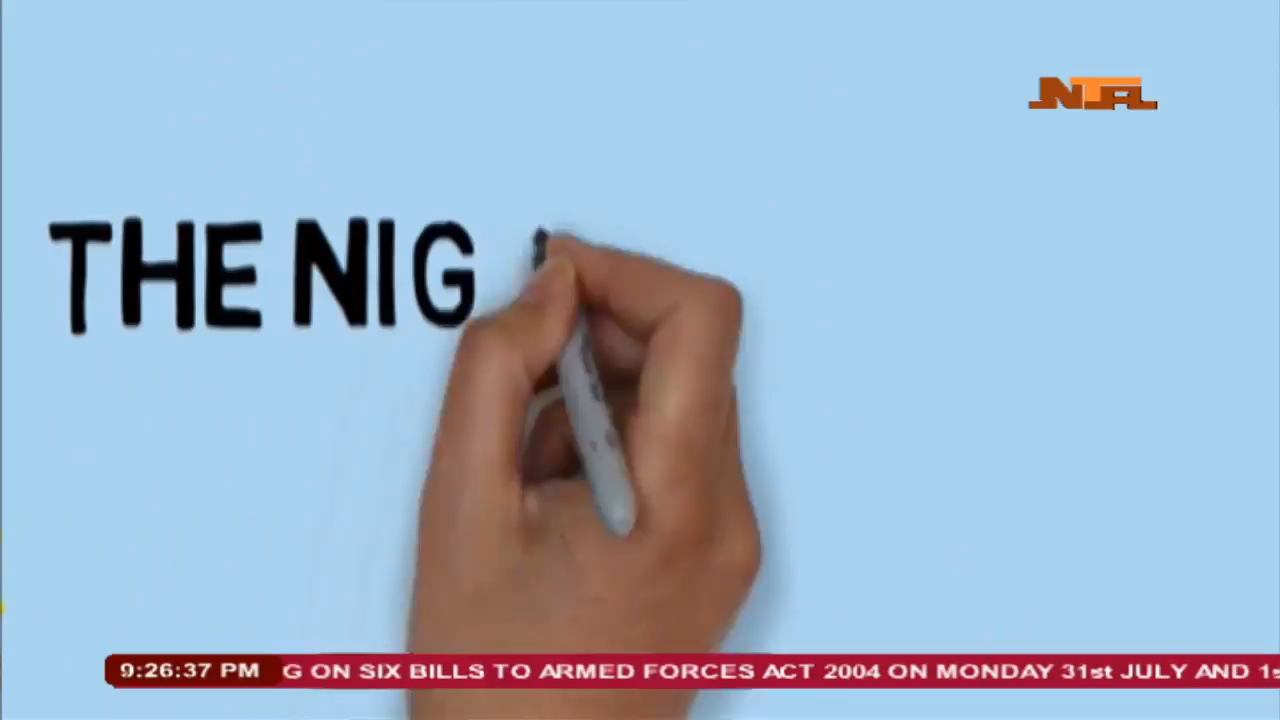 NTA
THE NIG
9:26:37 PM G ON SIX BILLS TO ARMED FORCES ACT 2004 ON MONDAY 31st JULY AND 1s